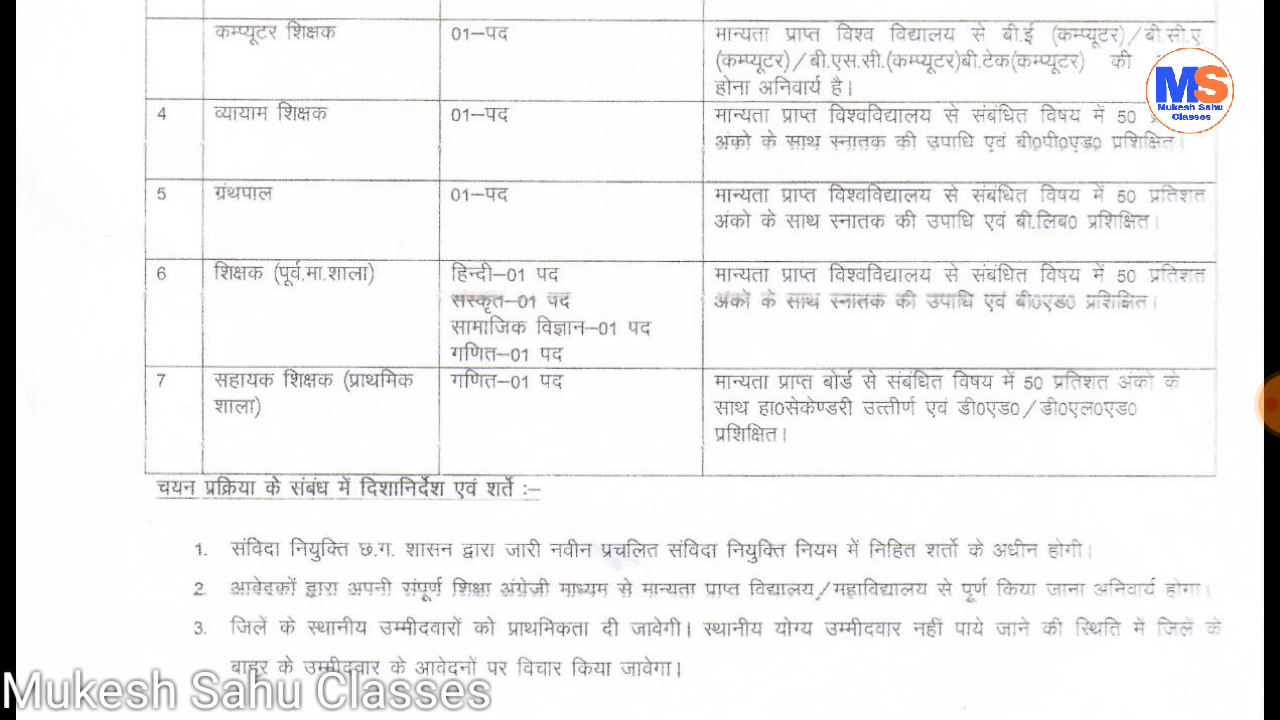 कम्प्यूटर शिक्षक
01–पद
मान्यता प्राप्त विश्व विद्यालय से बी.ई (कम्प्यूटर)/बी.सी.ए
(कम्प्यूटर)/बी.एस.सी.(कम्प्यूटर)बी.टेक(कम्प्यूटर) की
होना अनिवार्य है।
4
व्यायाम शिक्षक
01–पद
मान्यता प्राप्त विश्वविद्यालय से संबंधित विषय में 50
अंको के साथ स्नातक की उपाधि एवं बी0पी0एड0 प्रशिक्षित।
5
ग्रंथपाल
01–पद
मान्यता प्राप्त विश्वविद्यालय से संबंधित विषय में 50 प्रतिशत
अंको के साथ स्नातक की उपाधि एवं बी.लिब0 प्रशिक्षित।
6
शिक्षक (पूर्व.मा.शाला)
हिन्दी–01 पद
संस्कृत–01 पद
सामाजिक विज्ञान–01 पद
गणित–01 पद
मान्यता प्राप्त विश्वविद्यालय से संबंधित विषय में 50 प्रतिशत
अंको के साथ स्नातक की उपाधि एवं बी0एड0 प्रशिक्षित।
7
सहायक शिक्षक (प्राथमिक
शाला)
गणित–01 पद
मान्यता प्राप्त बोर्ड से संबंधित विषय में 50 प्रतिशत अंको के
साथ हा0सेकेण्डरी उत्तीर्ण एवं डी0एड0/डी0एल0एड0
प्रशिक्षित।
चयन प्रक्रिया के संबंध में दिशानिर्देश एवं शर्ते :–
1. संविदा नियुक्ति छ.ग. शासन द्वारा जारी नवीन प्रचलित संविदा नियुक्ति नियम में निहित शर्तो के अधीन होगी।
2. आवेदकों द्वारा अपनी संपूर्ण शिक्षा अंग्रेजी माध्यम से मान्यता प्राप्त विद्यालय/महाविद्यालय से पूर्ण किया जाना अनिवार्य होगा।
3. जिलें के स्थानीय उम्मीदवारों को प्राथमिकता दी जावेगी। स्थानीय योग्य उम्मीदवार नहीं पाये जाने की स्थिति में जिलें के
बाहर के उम्मीदवार के आवेदनों पर विचार किया जावेगा।
MS
Mukesh Sahu
Classes
Mukesh Sahu Classes